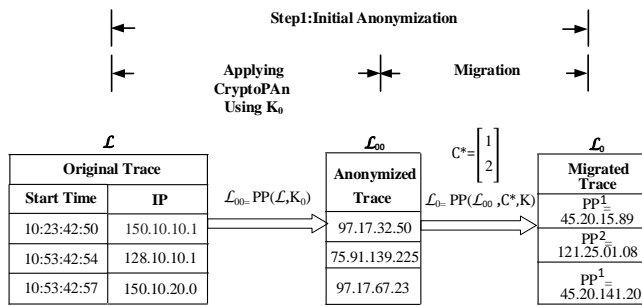 Step1:Initial Anonymization
Applying
CryptoPAn
Using K₀
Migration
ℒ
Original Trace
Start Time IP
10:23:42:50 150.10.10.1
10:53:42:54 128.10.10.1
10:53:42:57 150.10.20.0
ℒ₀₀= PP(ℒ,K₀)
ℒ₀₀
Anonymized
Trace
97.17.32.50
75.91.139.225
97.17.67.23
C*= [1
2]
ℒ₀= PP(ℒ₀₀ ,C*,K)
ℒ₀
Migrated
Trace
PP¹=
45.20.15.89
PP²=
121.25.01.08
PP¹=
45.20.141.20